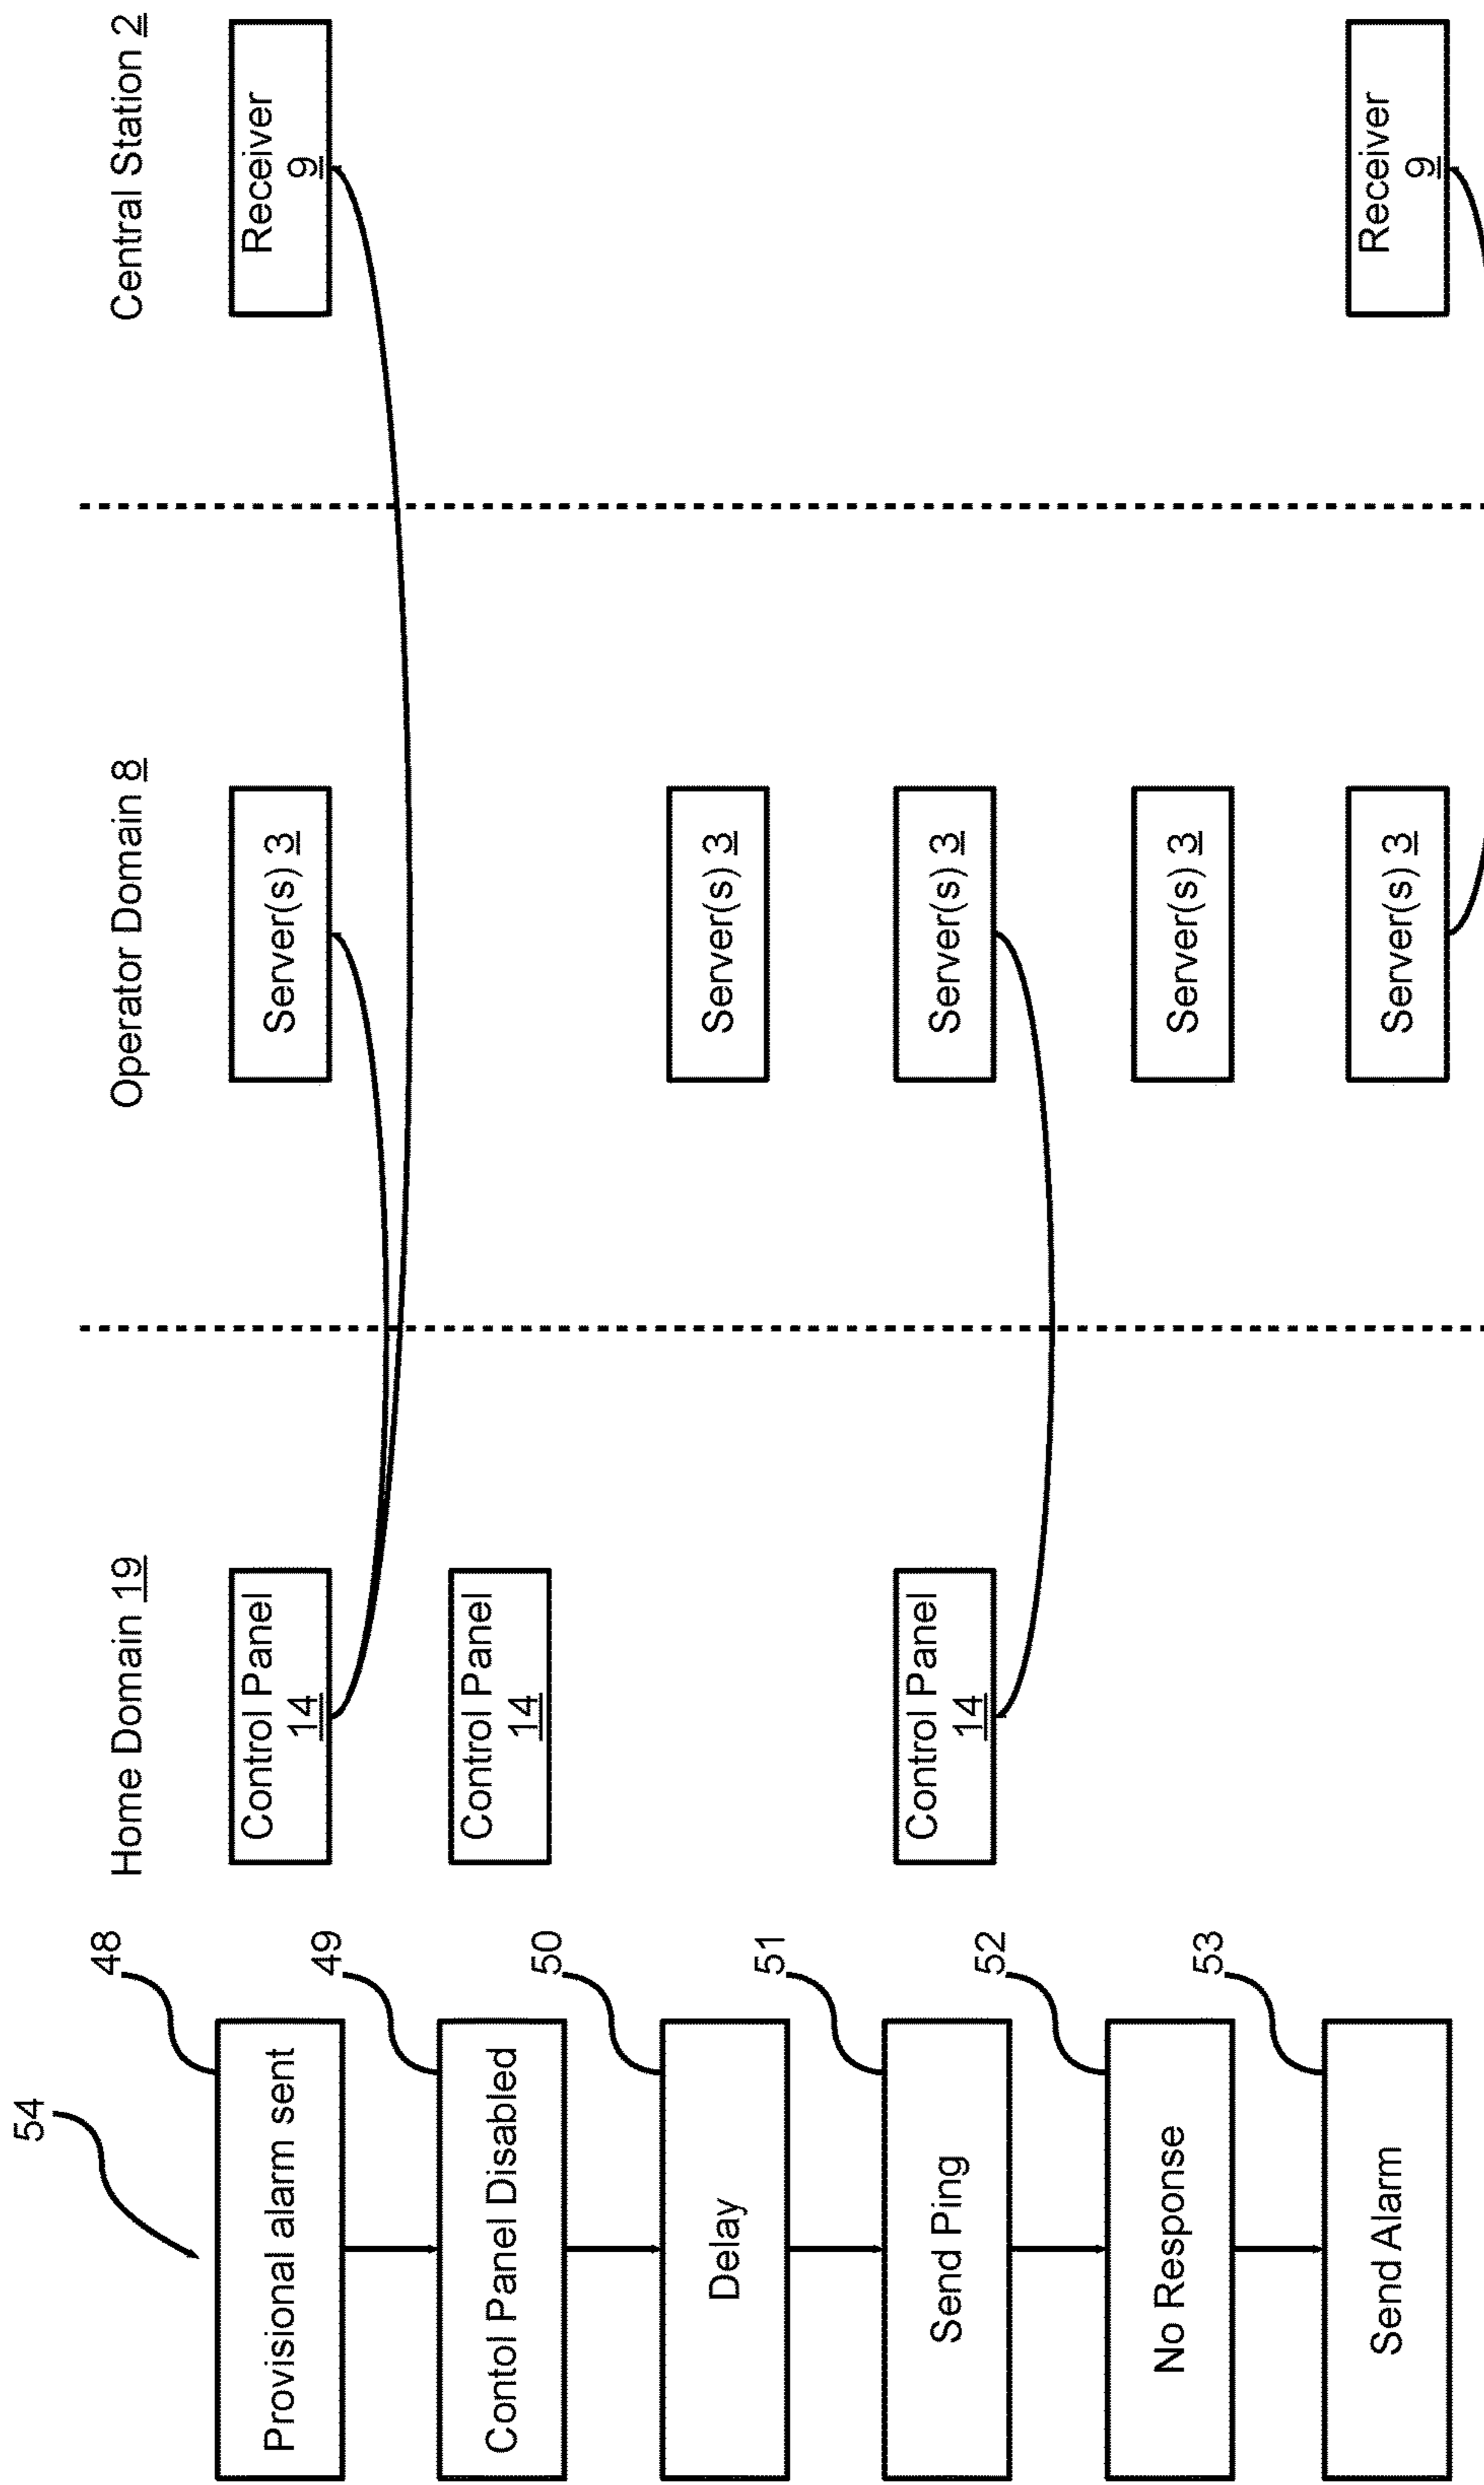 54
Home Domain 19
Operator Domain 8
Central Station 2
48
Provisional alarm sent
Control Panel
14
Server(s) 3
Receiver
9
49
Contol Panel Disabled
Control Panel
14
50
Delay
Server(s) 3
51
Send Ping
Control Panel
14
Server(s) 3
52
No Response
Server(s) 3
53
Send Alarm
Server(s) 3
Receiver
9